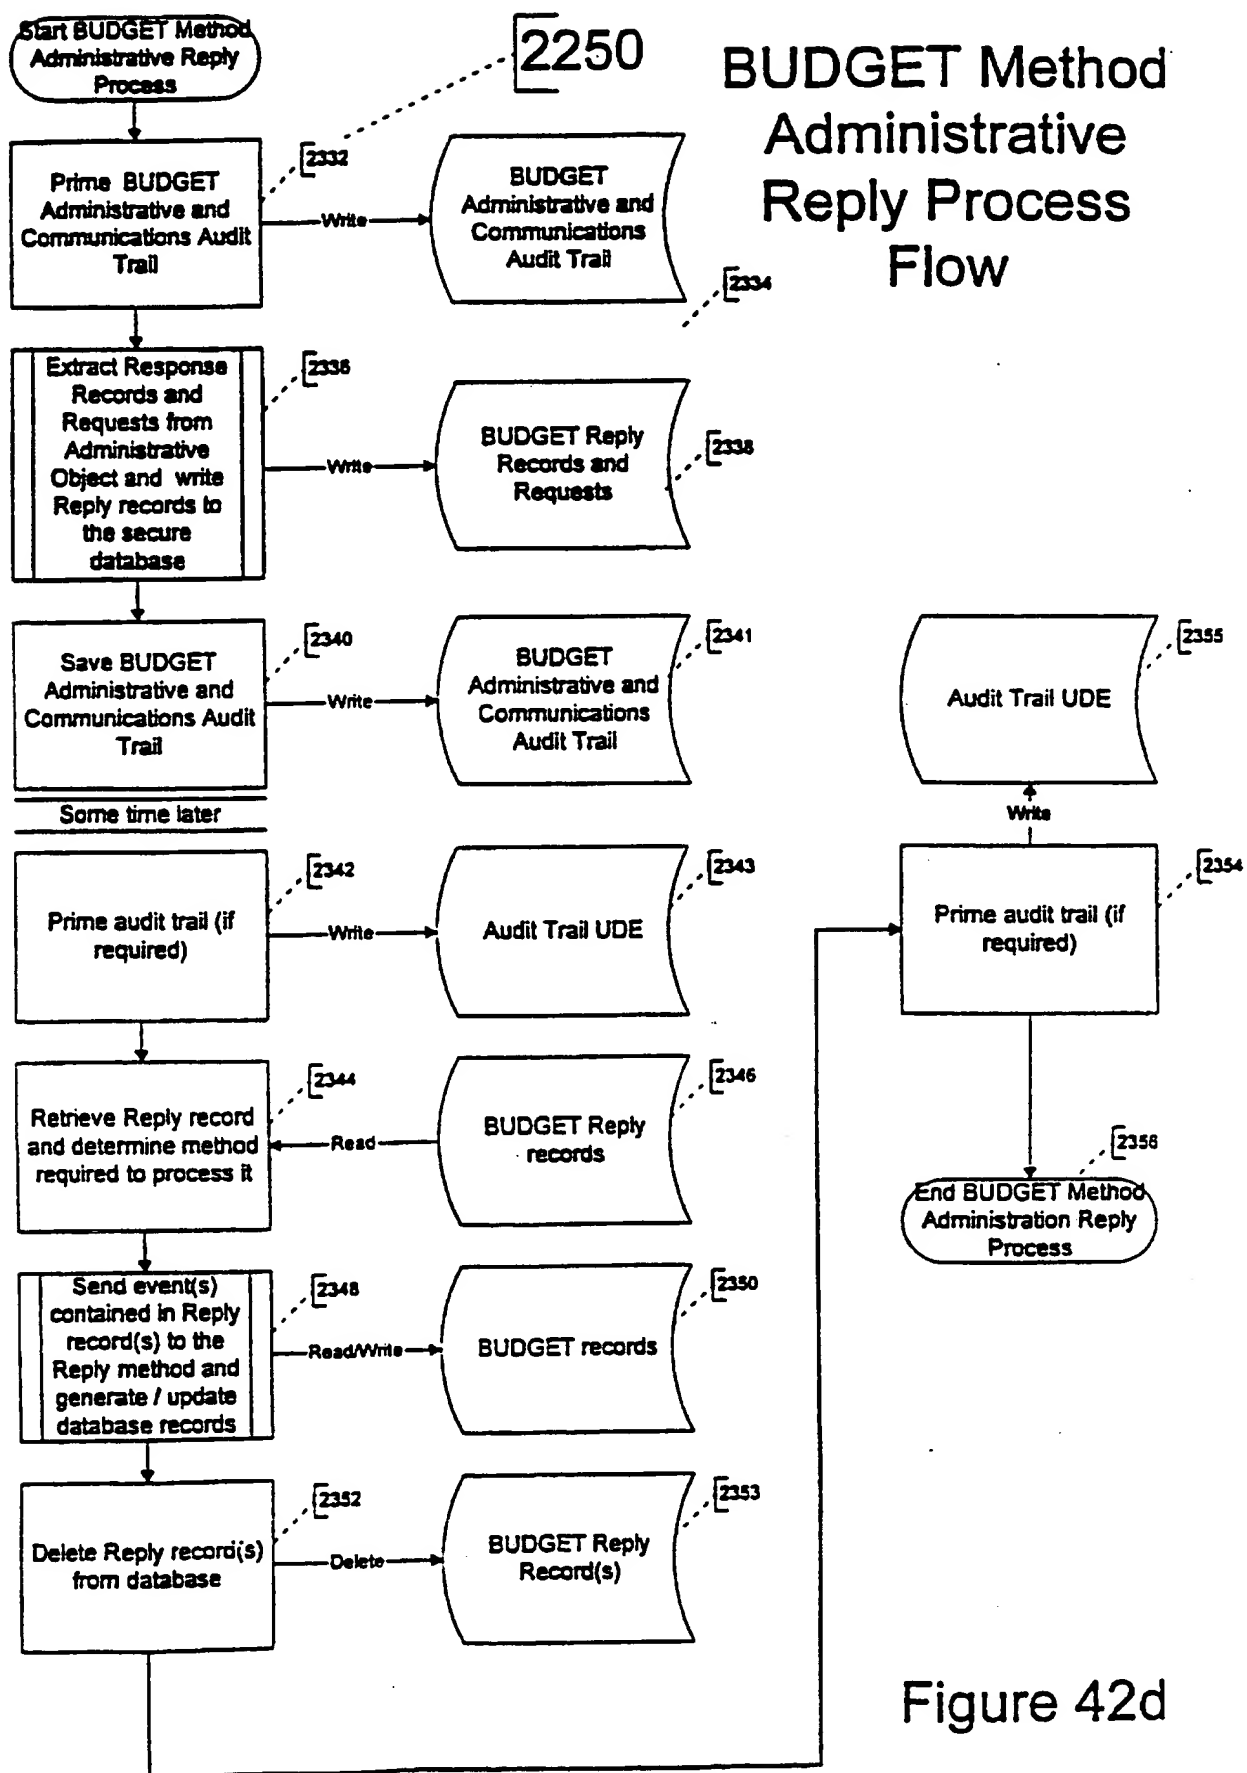 Start BUDGET Method
Administrative Reply
Process
2250
BUDGET Method
Administrative
Reply Process
Flow
2332
Prime BUDGET
Administrative and
Communications Audit
Trail
Write
BUDGET
Administrative and
Communications
Audit Trail
2334
Extract Response
Records and
Requests from
Administrative
Object and write
Reply records to
the secure
database
2336
Write
BUDGET Reply
Records and
Requests
2338
Save BUDGET
Administrative and
Communications Audit
Trail
2340
Write
BUDGET
Administrative and
Communications
Audit Trail
2341
Audit Trail UDE
2355
Write
Some time later
Prime audit trail (if
required)
2342
Write
Audit Trail UDE
2343
Prime audit trail (if
required)
2354
Retrieve Reply record
and determine method
required to process it
2344
Read
BUDGET Reply
records
2346
End BUDGET Method
Administration Reply
Process
2356
Send event(s)
contained in Reply
record(s) to the
Reply method and
generate / update
database records
2348
Read/Write
BUDGET records
2350
Delete Reply record(s)
from database
2352
Delete
BUDGET Reply
Record(s)
2353
Figure 42d